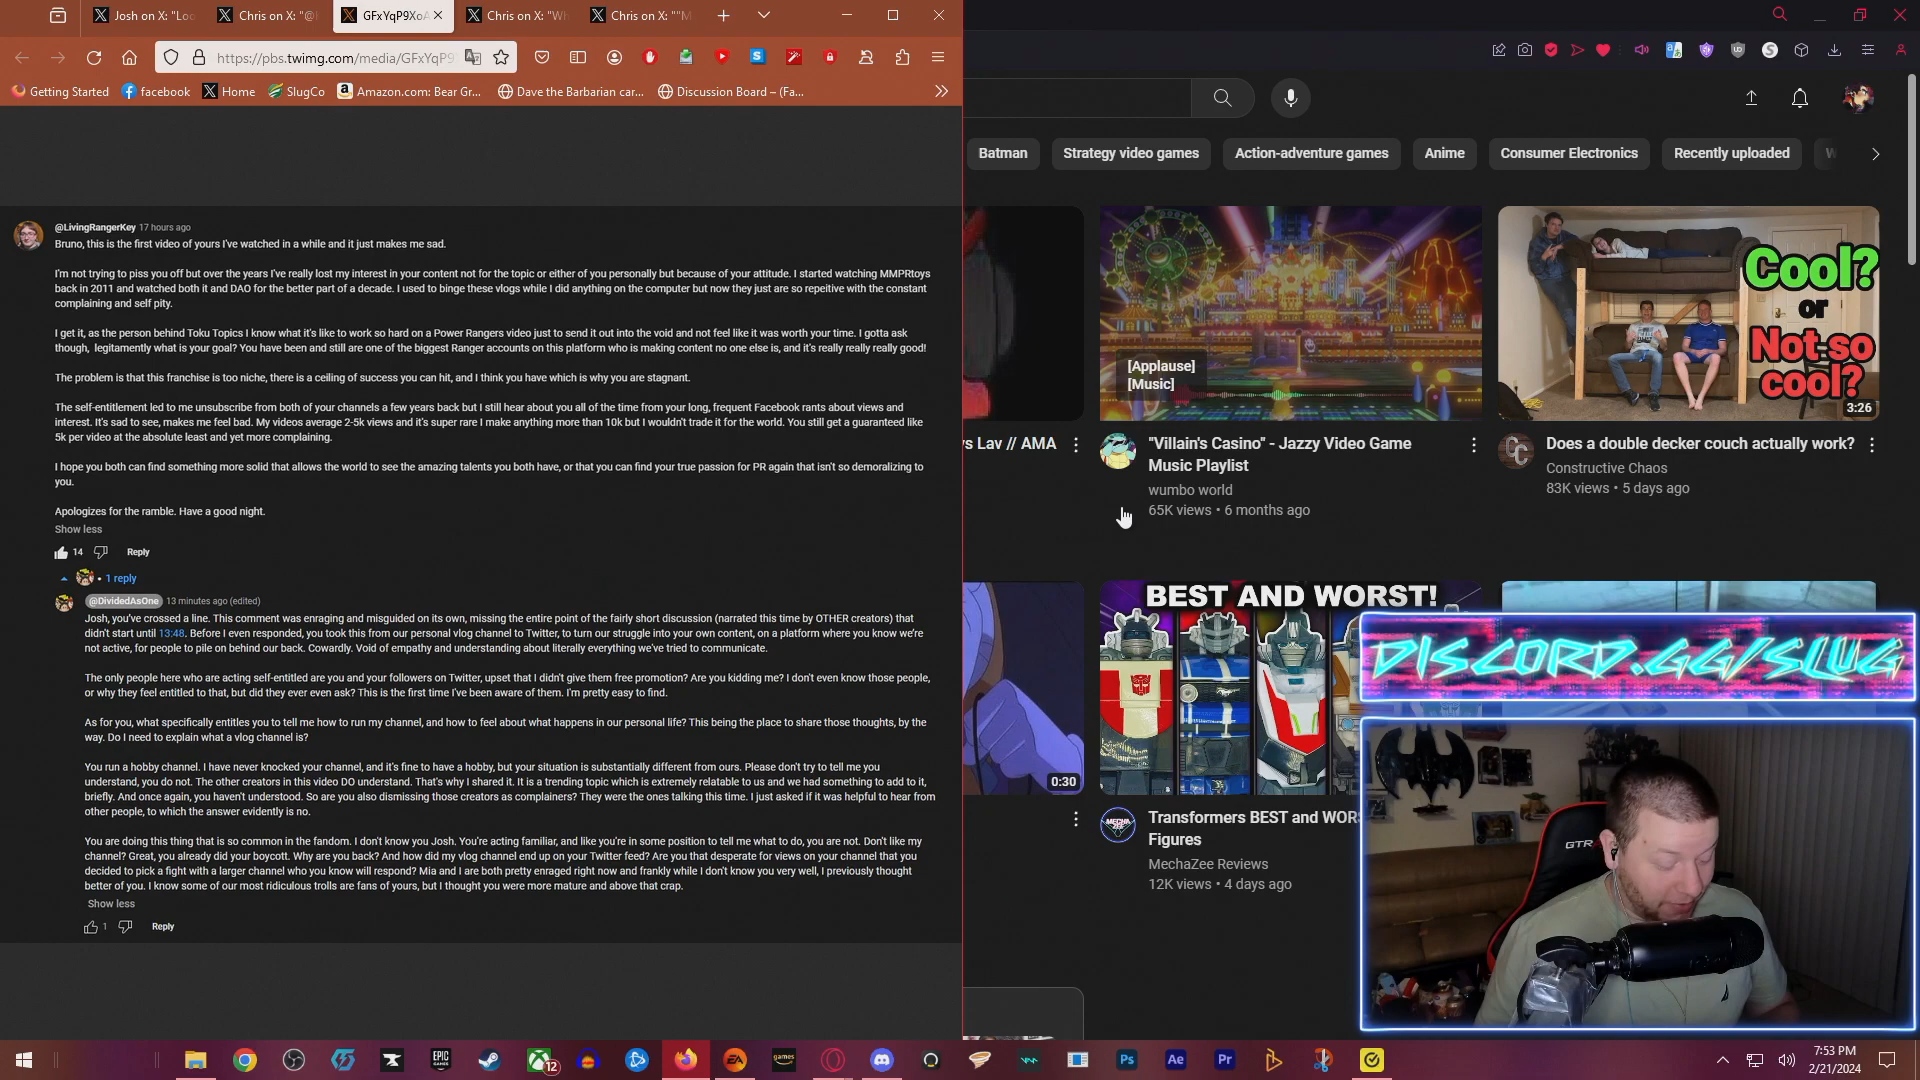 Josh on X: "Loo
Chris on X: "@
GFxYqP9XoA
Chris on X: "Wh
Chris on X: ""M
https://pbs.twimg.com/media/GFxYqP9
Getting Started
facebook
Home
SlugCo
Amazon.com: Bear Gr...
Dave the Barbarian car...
Discussion Board – (Fa...
@LivingRangerKey 17 hours ago
Bruno, this is the first video of yours I've watched in a while and it just makes me sad.
I'm not trying to piss you off but over the years I've really lost my interest in your content not for the topic or either of you personally but because of your attitude. I started watching MMPRtoys
back in 2011 and watched both it and DAO for the better part of a decade. I used to binge these vlogs while I did anything on the computer but now they just are so repeitive with the constant
complaining and self pity.
I get it, as the person behind Toku Topics I know what it's like to work so hard on a Power Rangers video just to send it out into the void and not feel like it was worth your time. I gotta ask
though, legitamently what is your goal? You have been and still are one of the biggest Ranger accounts on this platform who is making content no one else is, and it's really really really good!
The problem is that this franchise is too niche, there is a ceiling of success you can hit, and I think you have which is why you are stagnant.
The self-entitlement led to me unsubscribe from both of your channels a few years back but I still hear about you all of the time from your long, frequent Facebook rants about views and
interest. It's sad to see, makes me feel bad. My videos average 2-5k views and it's super rare I make anything more than 10k but I wouldn't trade it for the world. You still get a guaranteed like
5k per video at the absolute least and yet more complaining.
I hope you both can find something more solid that allows the world to see the amazing talents you both have, or that you can find your true passion for PR again that isn't so demoralizing to
you.
Apologizes for the ramble. Have a good night.
Show less
14
Reply
1 reply
@DividedAsOne 13 minutes ago (edited)
Josh, you've crossed a line. This comment was enraging and misguided on its own, missing the entire point of the fairly short discussion (narrated this time by OTHER creators) that
didn't start until 13:48. Before I even responded, you took this from our personal vlog channel to Twitter, to turn our struggle into your own content, on a platform where you know we're
not active, for people to pile on behind our back. Cowardly. Void of empathy and understanding about literally everything we've tried to communicate.
The only people here who are acting self-entitled are you and your followers on Twitter, upset that I didn't give them free promotion? Are you kidding me? I don't even know those people,
or why they feel entitled to that, but did they ever even ask? This is the first time I've been aware of them. I'm pretty easy to find.
As for you, what specifically entitles you to tell me how to run my channel, and how to feel about what happens in our personal life? This being the place to share those thoughts, by the
way. Do I need to explain what a vlog channel is?
You run a hobby channel. I have never knocked your channel, and it's fine to have a hobby, but your situation is substantially different from ours. Please don't try to tell me you
understand, you do not. The other creators in this video DO understand. That's why I shared it. It is a trending topic which is extremely relatable to us and we had something to add to it,
briefly. And once again, you haven't understood. So are you also dismissing those creators as complainers? They were the ones talking this time. I just asked if it was helpful to hear from
other people, to which the answer evidently is no.
You are doing this thing that is so common in the fandom. I don't know you Josh. You're acting familiar, and like you're in some position to tell me what to do, you are not. Don't like my
channel? Great, you already did your boycott. Why are you back? And how did my vlog channel end up on your Twitter feed? Are you that desperate for views on your channel that you
decided to pick a fight with a larger channel who you know will respond? Mia and I are both pretty enraged right now and frankly while I don't know you very well, I previously thought
better of you. I know some of our most ridiculous trolls are fans of yours, but I thought you were more mature and above that crap.
Show less
1
Reply
Batman
Strategy video games
Action-adventure games
Anime
Consumer Electronics
Recently uploaded
[Applause]
[Music]
Cool?
or
Not so
cool?
3:26
s Lav // AMA
"Villain's Casino" - Jazzy Video Game
Music Playlist
wumbo world
65K views • 6 months ago
Does a double decker couch actually work?
Constructive Chaos
83K views • 5 days ago
0:30
BEST AND WORST!
Transformers BEST and WOR
Figures
MechaZee Reviews
12K views • 4 days ago
DISCORD.GG/SLUG
GTR
12
Ps
Ae
Pr
7:53 PM
2/21/2024